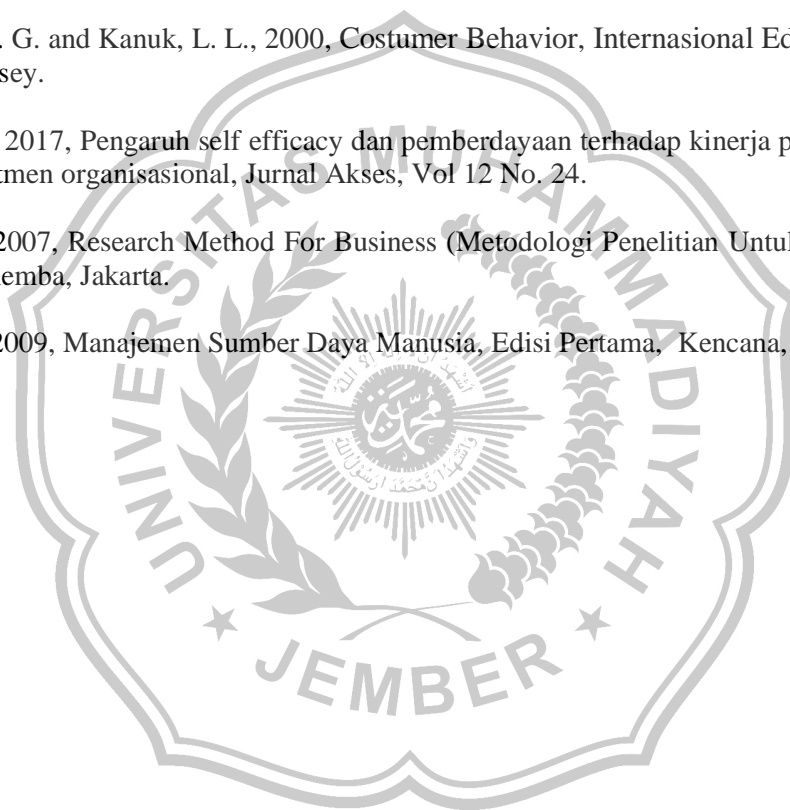 . G. and Kanuk, L. L., 2000, Costumer Behavior, Internasional Ed
sey.
2017, Pengaruh self efficacy dan pemberdayaan terhadap kinerja p
tmen organisasional, Jurnal Akses, Vol 12 No. 24.
2007, Research Method For Business (Metodologi Penelitian Untu
emba, Jakarta.
2009, Manajemen Sumber Daya Manusia, Edisi Pertama, Kencana,
UNIVERSITAS MUHAMMADIYAH
JEMBER